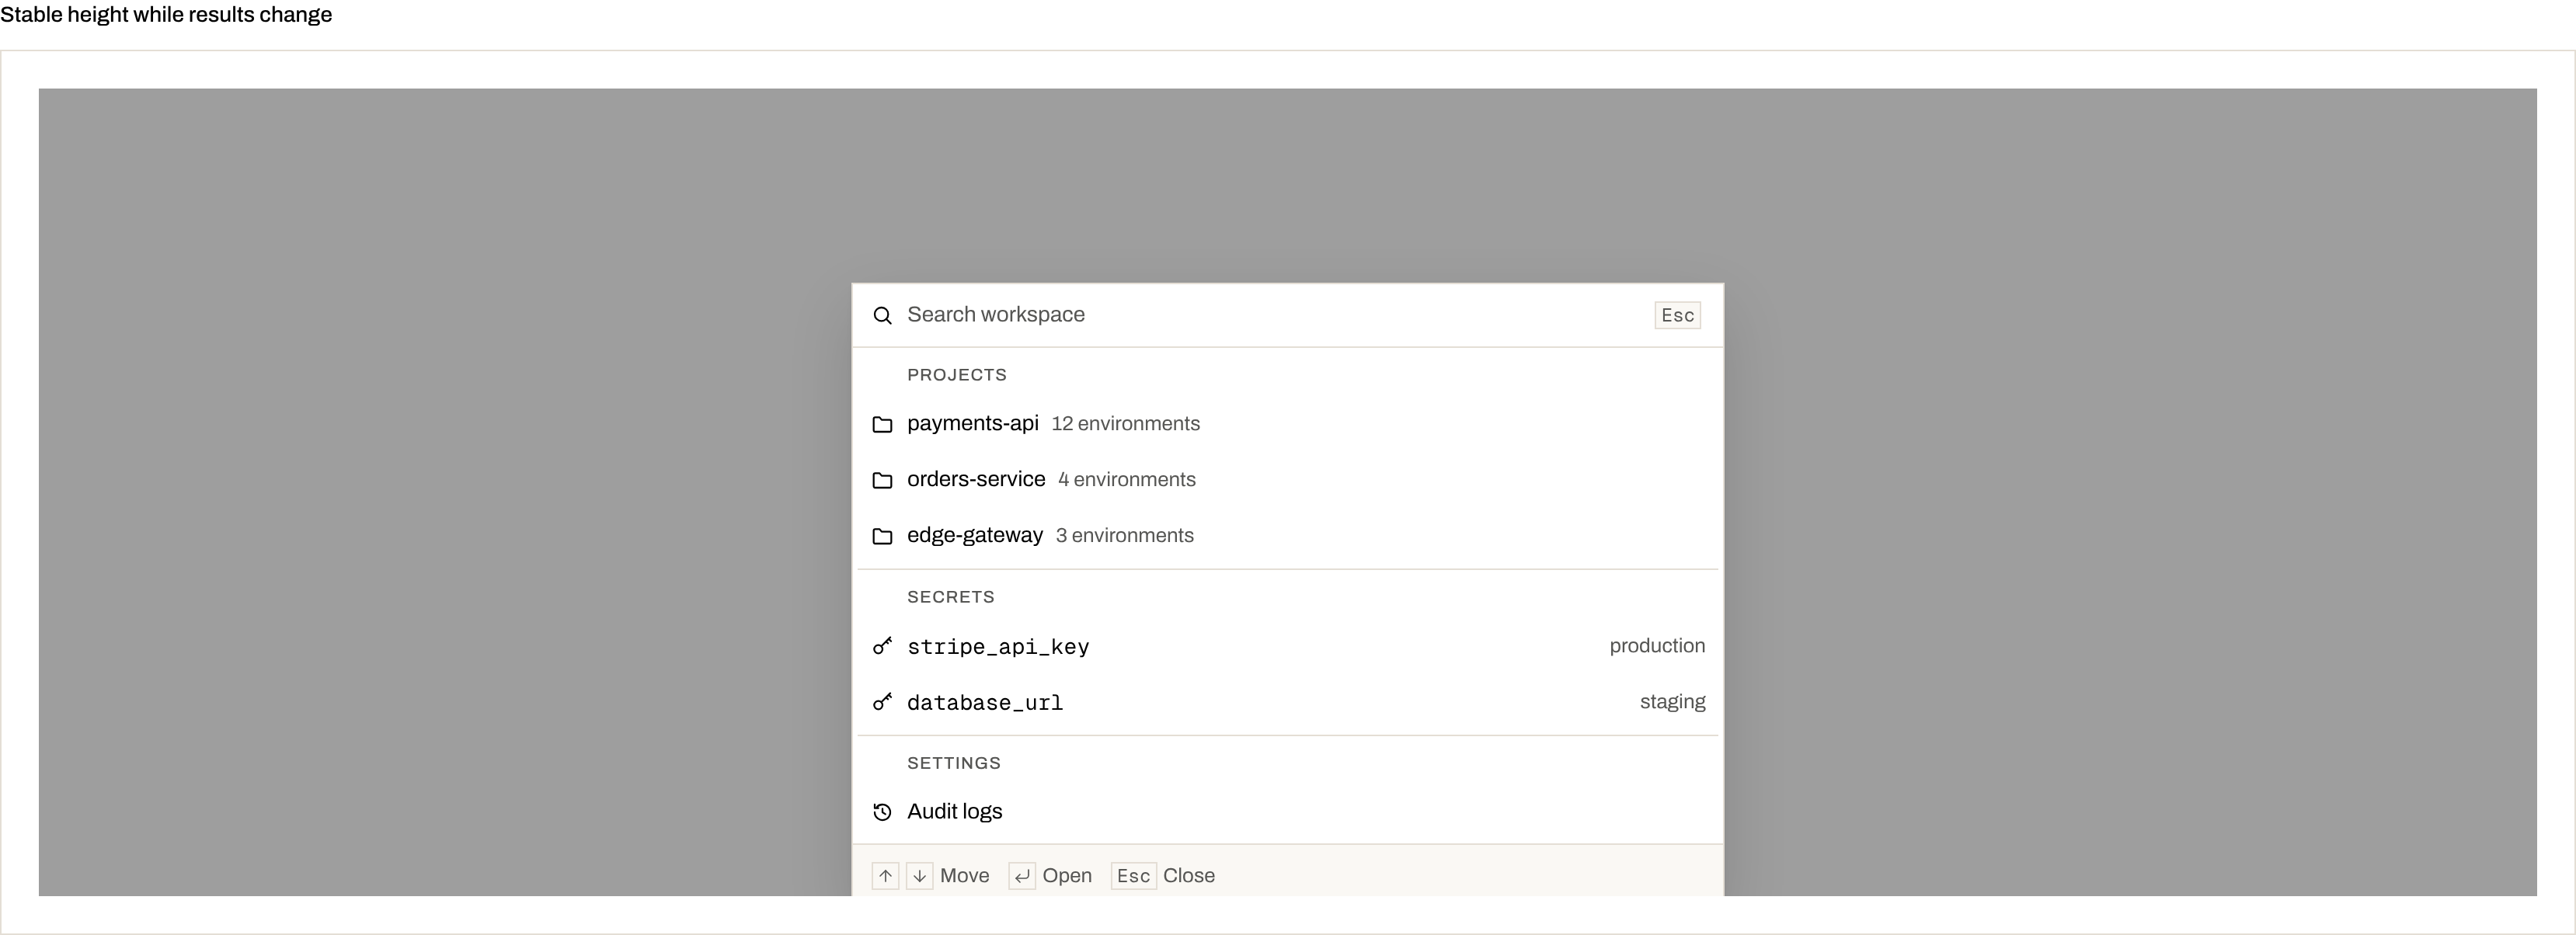 Stable height while results change
Search workspace Esc
PROJECTS
payments-api 12 environments
orders-service 4 environments
edge-gateway 3 environments
SECRETS
stripe_api_key production
database_url staging
SETTINGS
Audit logs
↑ ↓ Move ↵ Open Esc Close